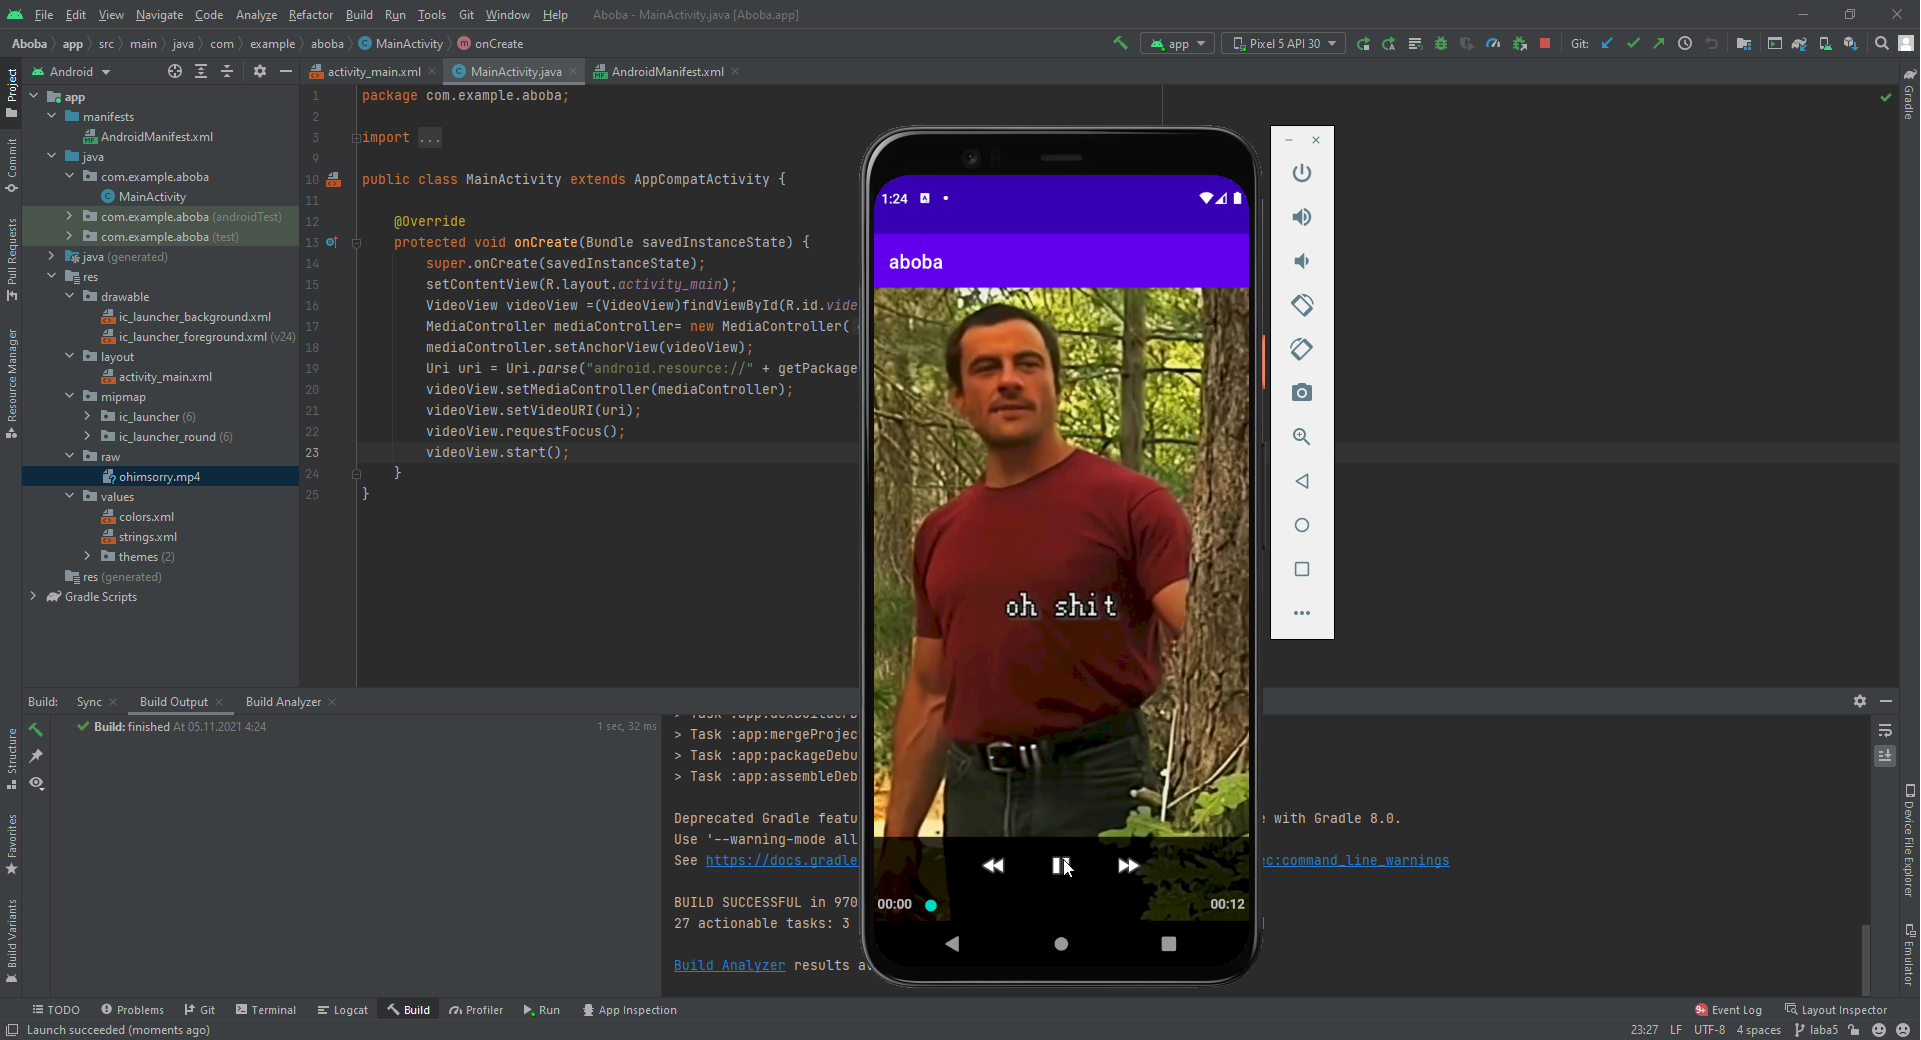 File Edit View Navigate Code Analyze Refactor Build Run Tools Git Window Help Aboba - MainActivity.java [Aboba.app]
Aboba app src main java com example aboba MainActivity onCreate app Pixel 5 API 30 Git:
Android activity_main.xml MainActivity.java AndroidManifest.xml
Project
Commit
Pull Requests
Resource Manager
Structure
Favorites
Build Variants
app
manifests
AndroidManifest.xml
java
com.example.aboba
MainActivity
com.example.aboba (androidTest)
com.example.aboba (test)
java (generated)
res
drawable
ic_launcher_background.xml
ic_launcher_foreground.xml (v24)
layout
activity_main.xml
mipmap
ic_launcher (6)
ic_launcher_round (6)
raw
ohimsorry.mp4
values
colors.xml
strings.xml
themes (2)
res (generated)
Gradle Scripts
1 package com.example.aboba;
2
3 import ...
9
10 public class MainActivity extends AppCompatActivity {
11
12 @Override
13 protected void onCreate(Bundle savedInstanceState) {
14 super.onCreate(savedInstanceState);
15 setContentView(R.layout.activity_main);
16 VideoView videoView =(VideoView)findViewById(R.id.vide
17 MediaController mediaController= new MediaController(
18 mediaController.setAnchorView(videoView);
19 Uri uri = Uri.parse("android.resource://" + getPackage
20 videoView.setMediaController(mediaController);
21 videoView.setVideoURI(uri);
22 videoView.requestFocus();
23 videoView.start();
24 }
25 }
1:24
aboba
oh shit
00:00 00:12
Gradle
Device File Explorer
Emulator
Build: Sync Build Output Build Analyzer
Build: finished At 05.11.2021 4:24 1 sec, 32 ms
> Task :app:mergeProjec
> Task :app:packageDebu
> Task :app:assembleDeb
Deprecated Gradle featu e with Gradle 8.0.
Use '--warning-mode all
See https://docs.gradle ec:command_line_warnings
BUILD SUCCESSFUL in 970
27 actionable tasks: 3
Build Analyzer results a
TODO Problems Git Terminal Logcat Build Profiler Run App Inspection 9+ Event Log Layout Inspector
Launch succeeded (moments ago) 23:27 LF UTF-8 4 spaces laba5